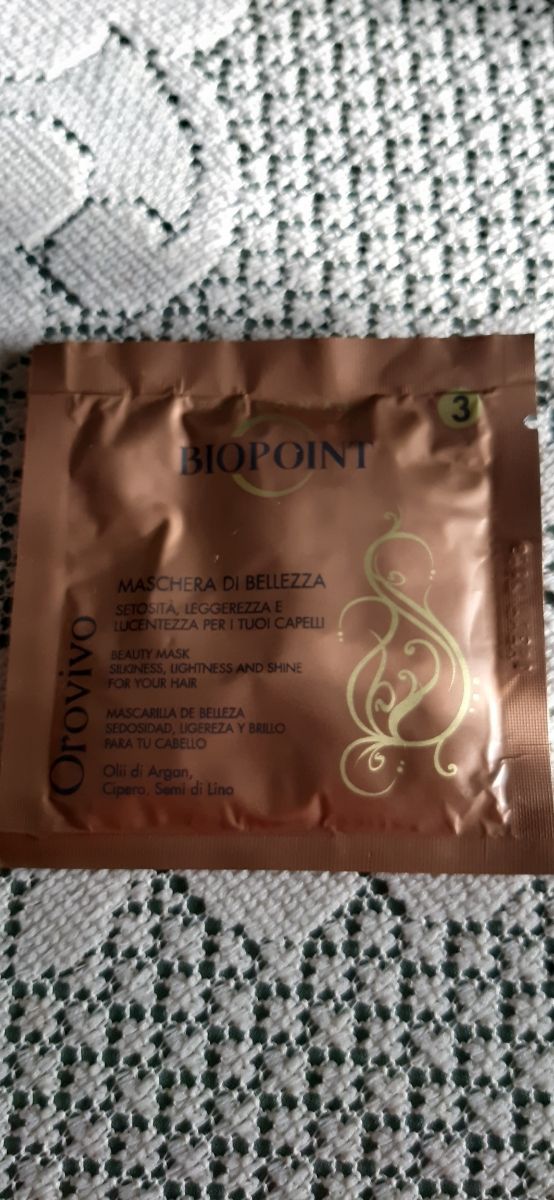 3
BIOPOINT
MASCHERA DI BELLEZZA
SETOSITÀ, LEGGEREZZA E
LUCENTEZZA PER I TUOI CAPELLI
BEAUTY MASK
SILKINESS, LIGHTNESS AND SHINE
FOR YOUR HAIR
MASCARILLA DE BELLEZA
SEDOSIDAD, LIGEREZA Y BRILLO
PARA TU CABELLO
Olii di Argan,
Cipero, Semi di Lino
Orovivo